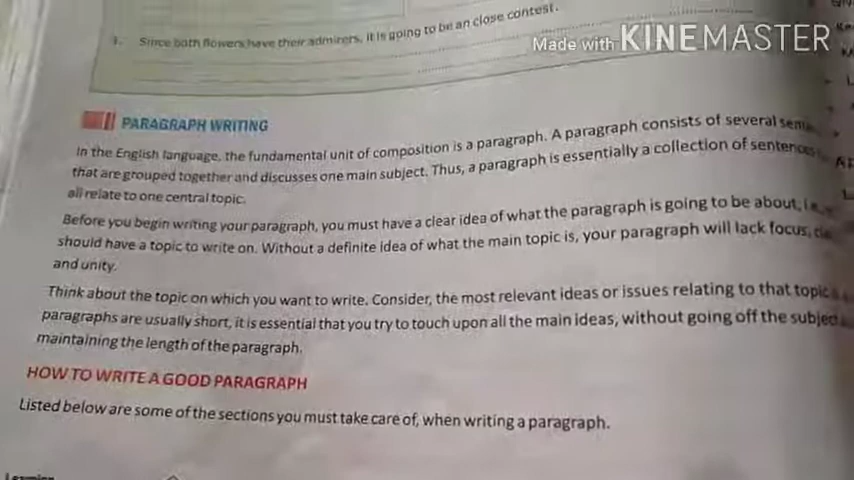 1. Since both flowers have their admirers, it is going to be an close contest.
Made with KINEMASTER
PARAGRAPH WRITING
In the English language, the fundamental unit of composition is a paragraph. A paragraph consists of several
that are grouped together and discusses one main subject. Thus, a paragraph is essentially a collection of sentences
all relate to one central topic.
Before you begin writing your paragraph, you must have a clear idea of what the paragraph is going to be about,
should have a topic to write on. Without a definite idea of what the main topic is, your paragraph will lack focus,
and unity.
Think about the topic on which you want to write. Consider, the most relevant ideas or issues relating to that topic
paragraphs are usually short, it is essential that you try to touch upon all the main ideas, without going off the subject
maintaining the length of the paragraph.
HOW TO WRITE A GOOD PARAGRAPH
Listed below are some of the sections you must take care of, when writing a paragraph.
Learning